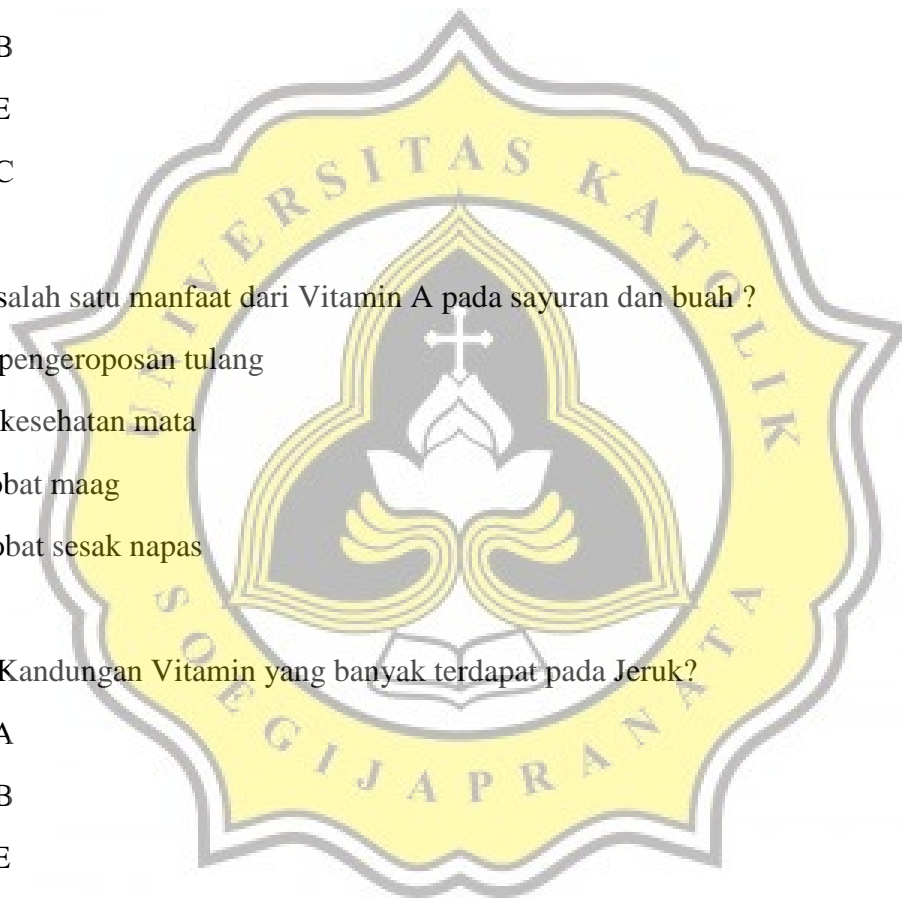 B
E
C
salah satu manfaat dari Vitamin A pada sayuran dan buah ?
pengeroposan tulang
kesehatan mata
obat maag
obat sesak napas
Kandungan Vitamin yang banyak terdapat pada Jeruk?
A
B
E
UNIVERSITAS KATOLIK
SOEGIJAPRANATA